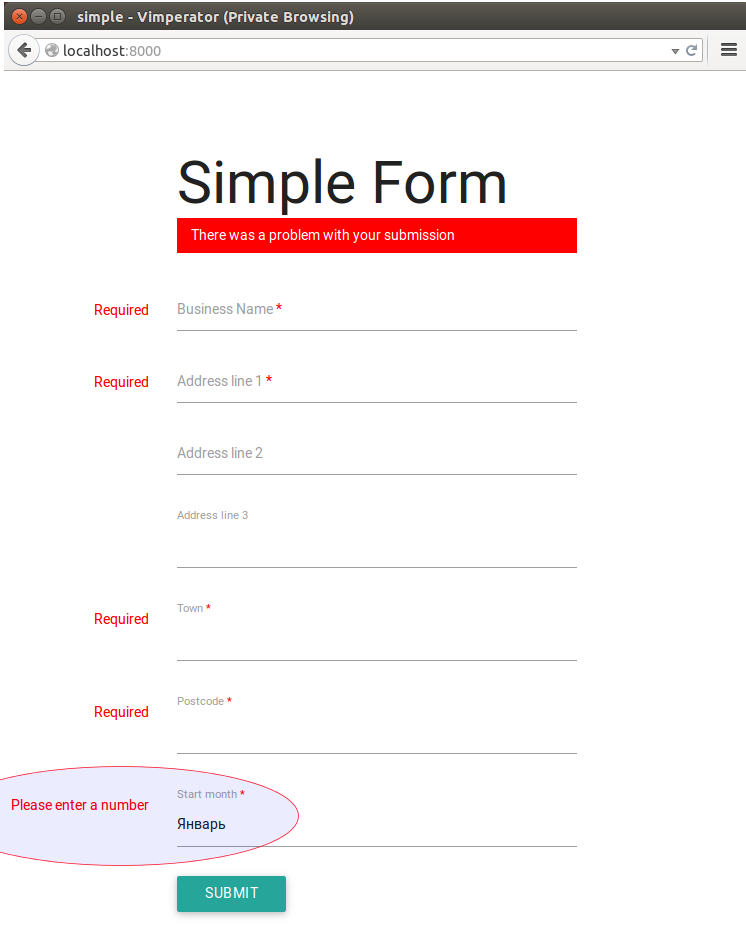 simple - Vimperator (Private Browsing)
localhost:8000
Simple Form
There was a problem with your submission
Required Business Name *
Required Address line 1 *
Address line 2
Address line 3
Required Town *
Required Postcode *
Start month *
Please enter a number
Январь
SUBMIT